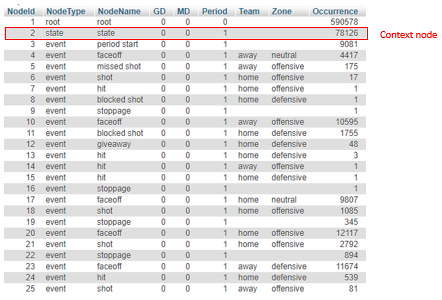 NodeId NodeType NodeName GD MD Period Team Zone Occurrence
1 root root 0 0 0 590578
2 state state 0 0 1 78126 Context node
3 event period start 0 0 1 9081
4 event faceoff 0 0 1 away neutral 4417
5 event missed shot 0 0 1 away offensive 175
6 event shot 0 0 1 home offensive 17
7 event hit 0 0 1 home offensive 1
8 event blocked shot 0 0 1 home defensive 1
9 event stoppage 0 0 1 1
10 event faceoff 0 0 1 away offensive 10595
11 event blocked shot 0 0 1 home defensive 1755
12 event giveaway 0 0 1 home defensive 48
13 event hit 0 0 1 home defensive 3
14 event hit 0 0 1 away offensive 1
15 event hit 0 0 1 home defensive 1
16 event stoppage 0 0 1 1
17 event faceoff 0 0 1 home neutral 9807
18 event shot 0 0 1 home offensive 1085
19 event stoppage 0 0 1 345
20 event faceoff 0 0 1 home offensive 12117
21 event shot 0 0 1 home offensive 2792
22 event stoppage 0 0 1 894
23 event faceoff 0 0 1 away defensive 11674
24 event hit 0 0 1 home defensive 539
25 event shot 0 0 1 away offensive 81